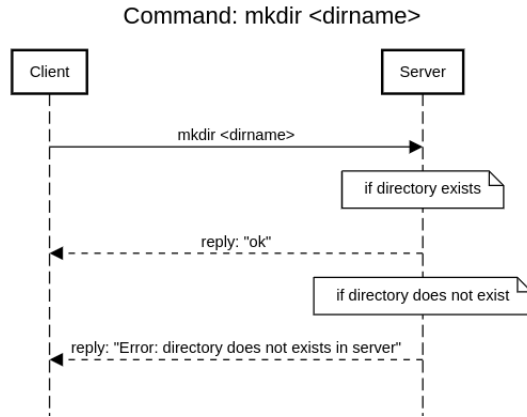 Command: mkdir <dirname>
Client
Server
mkdir <dirname>
if directory exists
reply: "ok"
if directory does not exist
reply: "Error: directory does not exists in server"